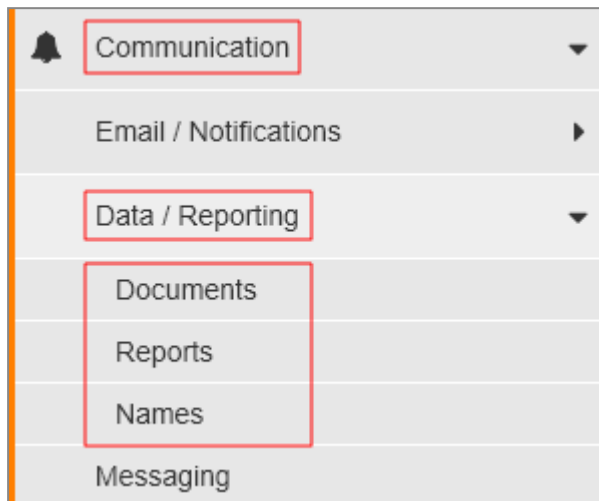 Communication
Email / Notifications
Data / Reporting
Documents
Reports
Names
Messaging